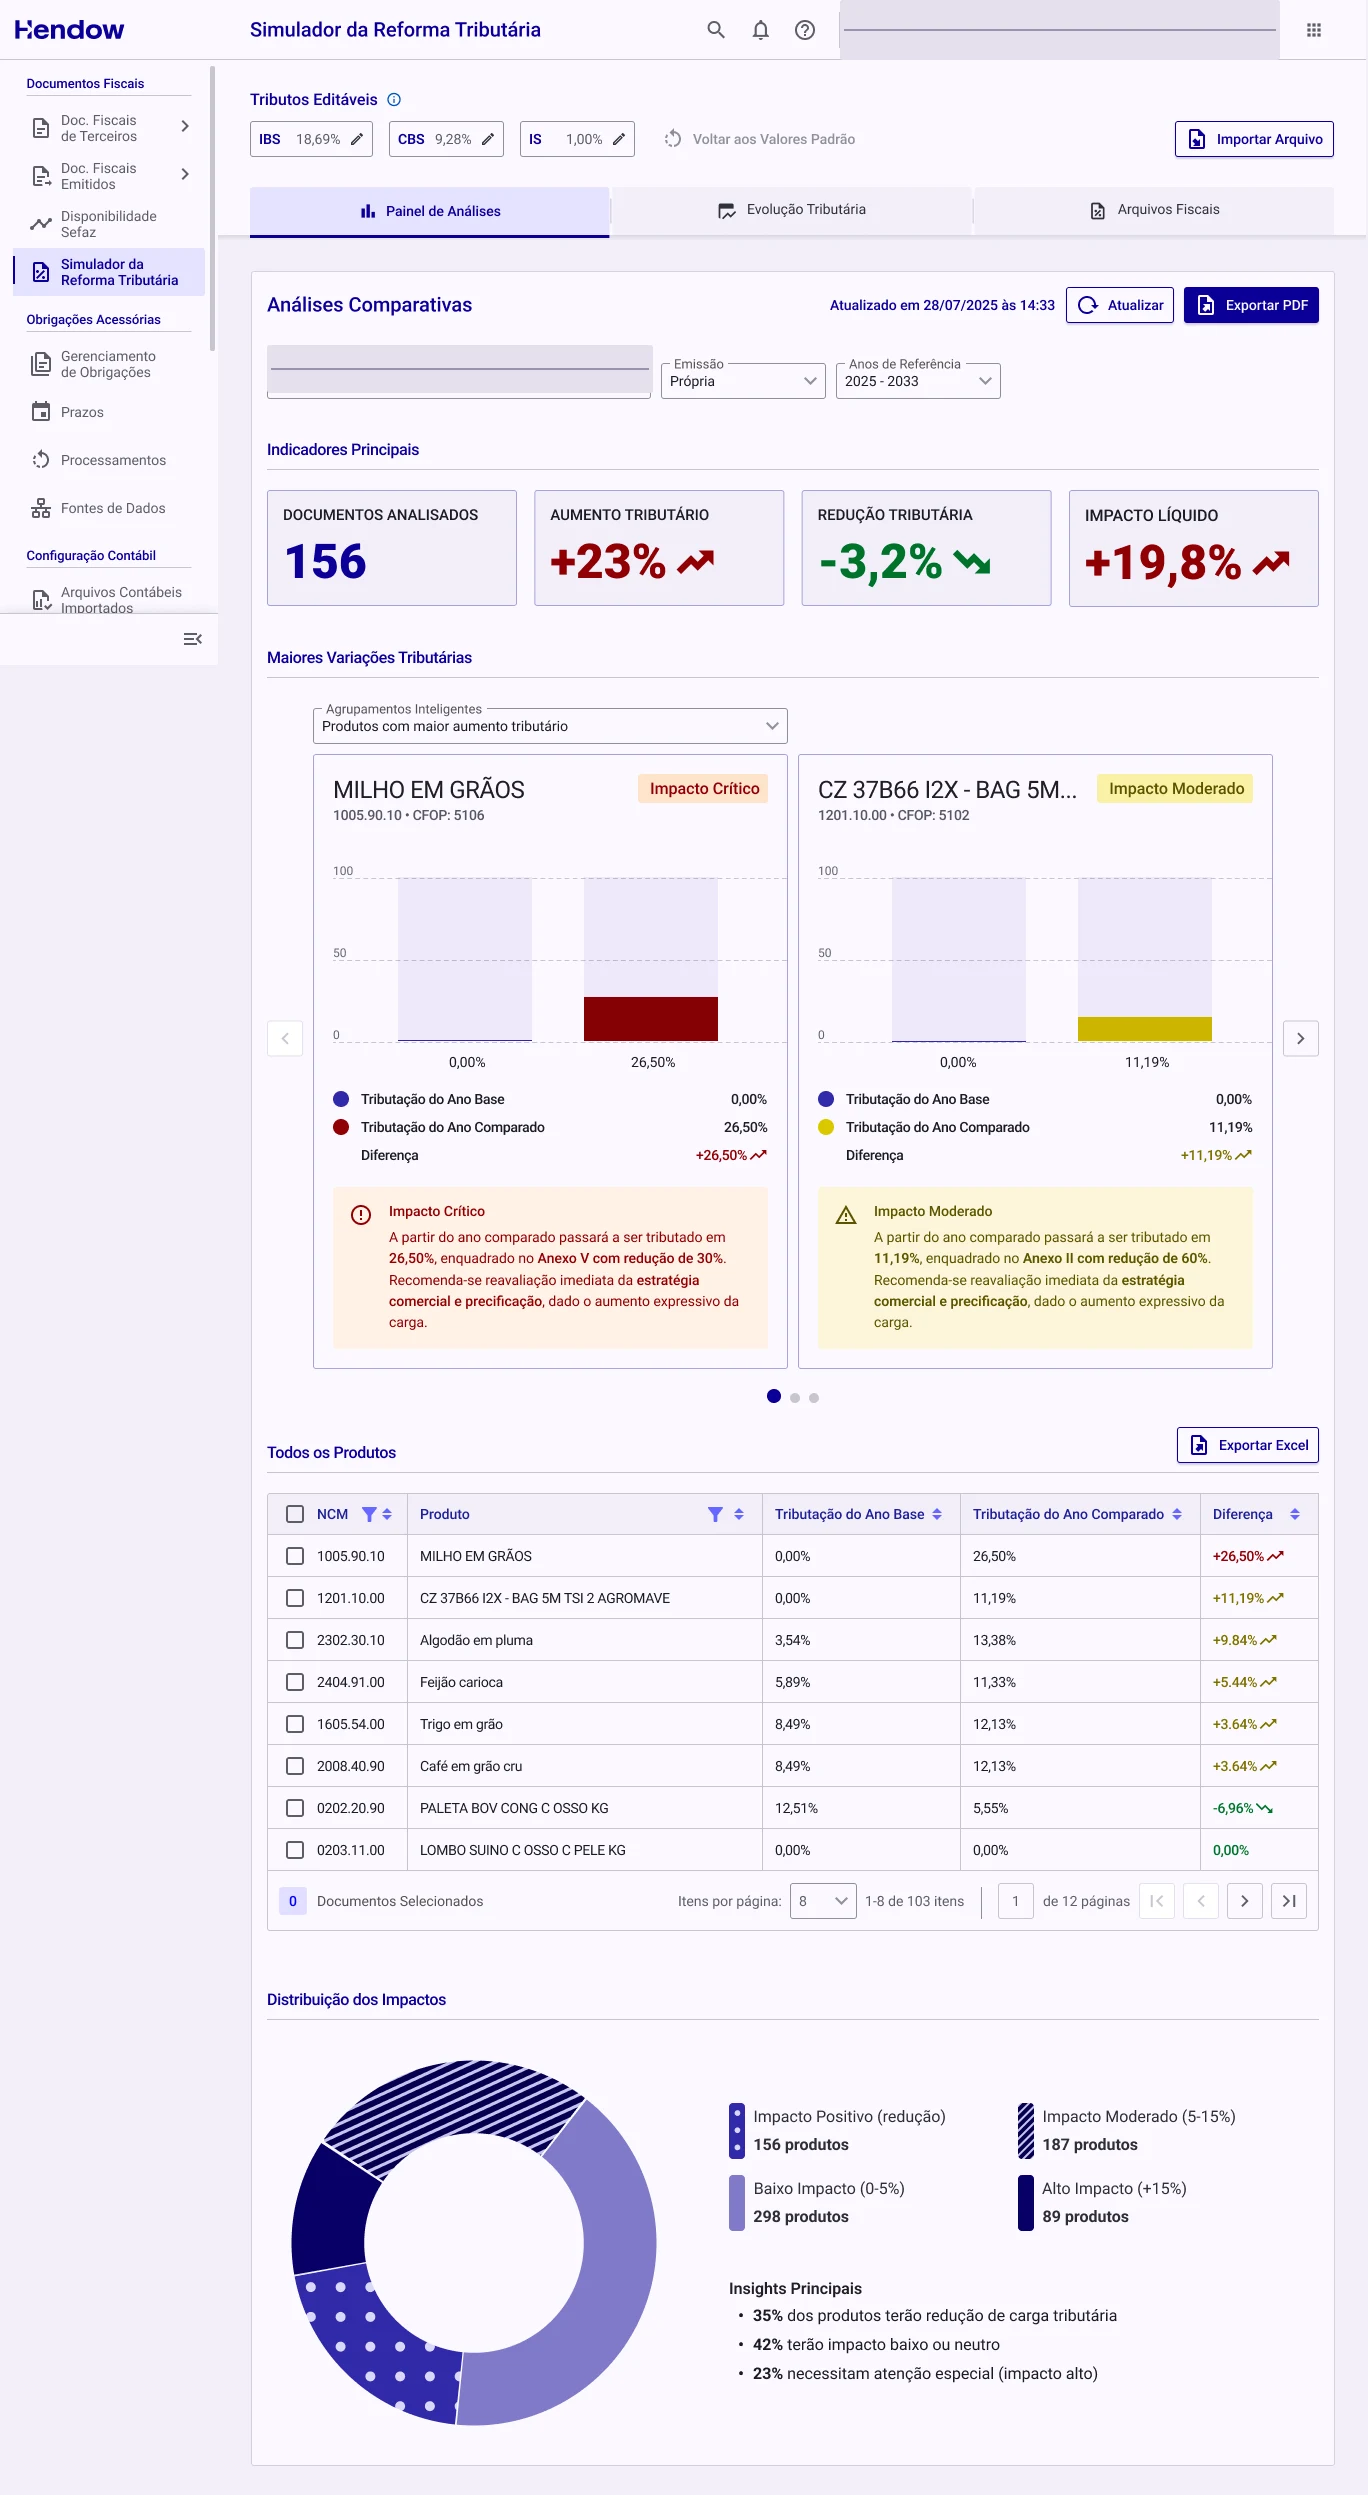 Hendow
Simulador da Reforma Tributária
Documentos Fiscais
Doc. Fiscais
de Terceiros
Doc. Fiscais
Emitidos
Disponibilidade
Sefaz
Simulador da
Reforma Tributária
Obrigações Acessórias
Gerenciamento
de Obrigações
Prazos
Processamentos
Fontes de Dados
Configuração Contábil
Arquivos Contábeis
Importados
Tributos Editáveis
IBS 18,69%
CBS 9,28%
IS 1,00%
Voltar aos Valores Padrão
Importar Arquivo
Painel de Análises
Evolução Tributária
Arquivos Fiscais
Análises Comparativas
Atualizado em 28/07/2025 às 14:33
Atualizar
Exportar PDF
Emissão
Própria
Anos de Referência
2025 - 2033
Indicadores Principais
DOCUMENTOS ANALISADOS
156
AUMENTO TRIBUTÁRIO
+23%
REDUÇÃO TRIBUTÁRIA
-3,2%
IMPACTO LÍQUIDO
+19,8%
Maiores Variações Tributárias
Agrupamentos Inteligentes
Produtos com maior aumento tributário
MILHO EM GRÃOS
Impacto Crítico
1005.90.10 • CFOP: 5106
100
50
0
0,00% 26,50%
Tributação do Ano Base 0,00%
Tributação do Ano Comparado 26,50%
Diferença +26,50%
Impacto Crítico
A partir do ano comparado passará a ser tributado em
26,50%, enquadrado no Anexo V com redução de 30%.
Recomenda-se reavaliação imediata da estratégia
comercial e precificação, dado o aumento expressivo da
carga.
CZ 37B66 I2X - BAG 5M...
Impacto Moderado
1201.10.00 • CFOP: 5102
100
50
0
0,00% 11,19%
Tributação do Ano Base 0,00%
Tributação do Ano Comparado 11,19%
Diferença +11,19%
Impacto Moderado
A partir do ano comparado passará a ser tributado em
11,19%, enquadrado no Anexo II com redução de 60%.
Recomenda-se reavaliação imediata da estratégia
comercial e precificação, dado o aumento expressivo da
carga.
Todos os Produtos
Exportar Excel
NCM Produto Tributação do Ano Base Tributação do Ano Comparado Diferença
1005.90.10 MILHO EM GRÃOS 0,00% 26,50% +26,50%
1201.10.00 CZ 37B66 I2X - BAG 5M TSI 2 AGROMAVE 0,00% 11,19% +11,19%
2302.30.10 Algodão em pluma 3,54% 13,38% +9.84%
2404.91.00 Feijão carioca 5,89% 11,33% +5.44%
1605.54.00 Trigo em grão 8,49% 12,13% +3.64%
2008.40.90 Café em grão cru 8,49% 12,13% +3.64%
0202.20.90 PALETA BOV CONG C OSSO KG 12,51% 5,55% -6,96%
0203.11.00 LOMBO SUINO C OSSO C PELE KG 0,00% 0,00% 0,00%
0 Documentos Selecionados Itens por página: 8 1-8 de 103 itens 1 de 12 páginas
Distribuição dos Impactos
Impacto Positivo (redução)
156 produtos
Impacto Moderado (5-15%)
187 produtos
Baixo Impacto (0-5%)
298 produtos
Alto Impacto (+15%)
89 produtos
Insights Principais
• 35% dos produtos terão redução de carga tributária
• 42% terão impacto baixo ou neutro
• 23% necessitam atenção especial (impacto alto)